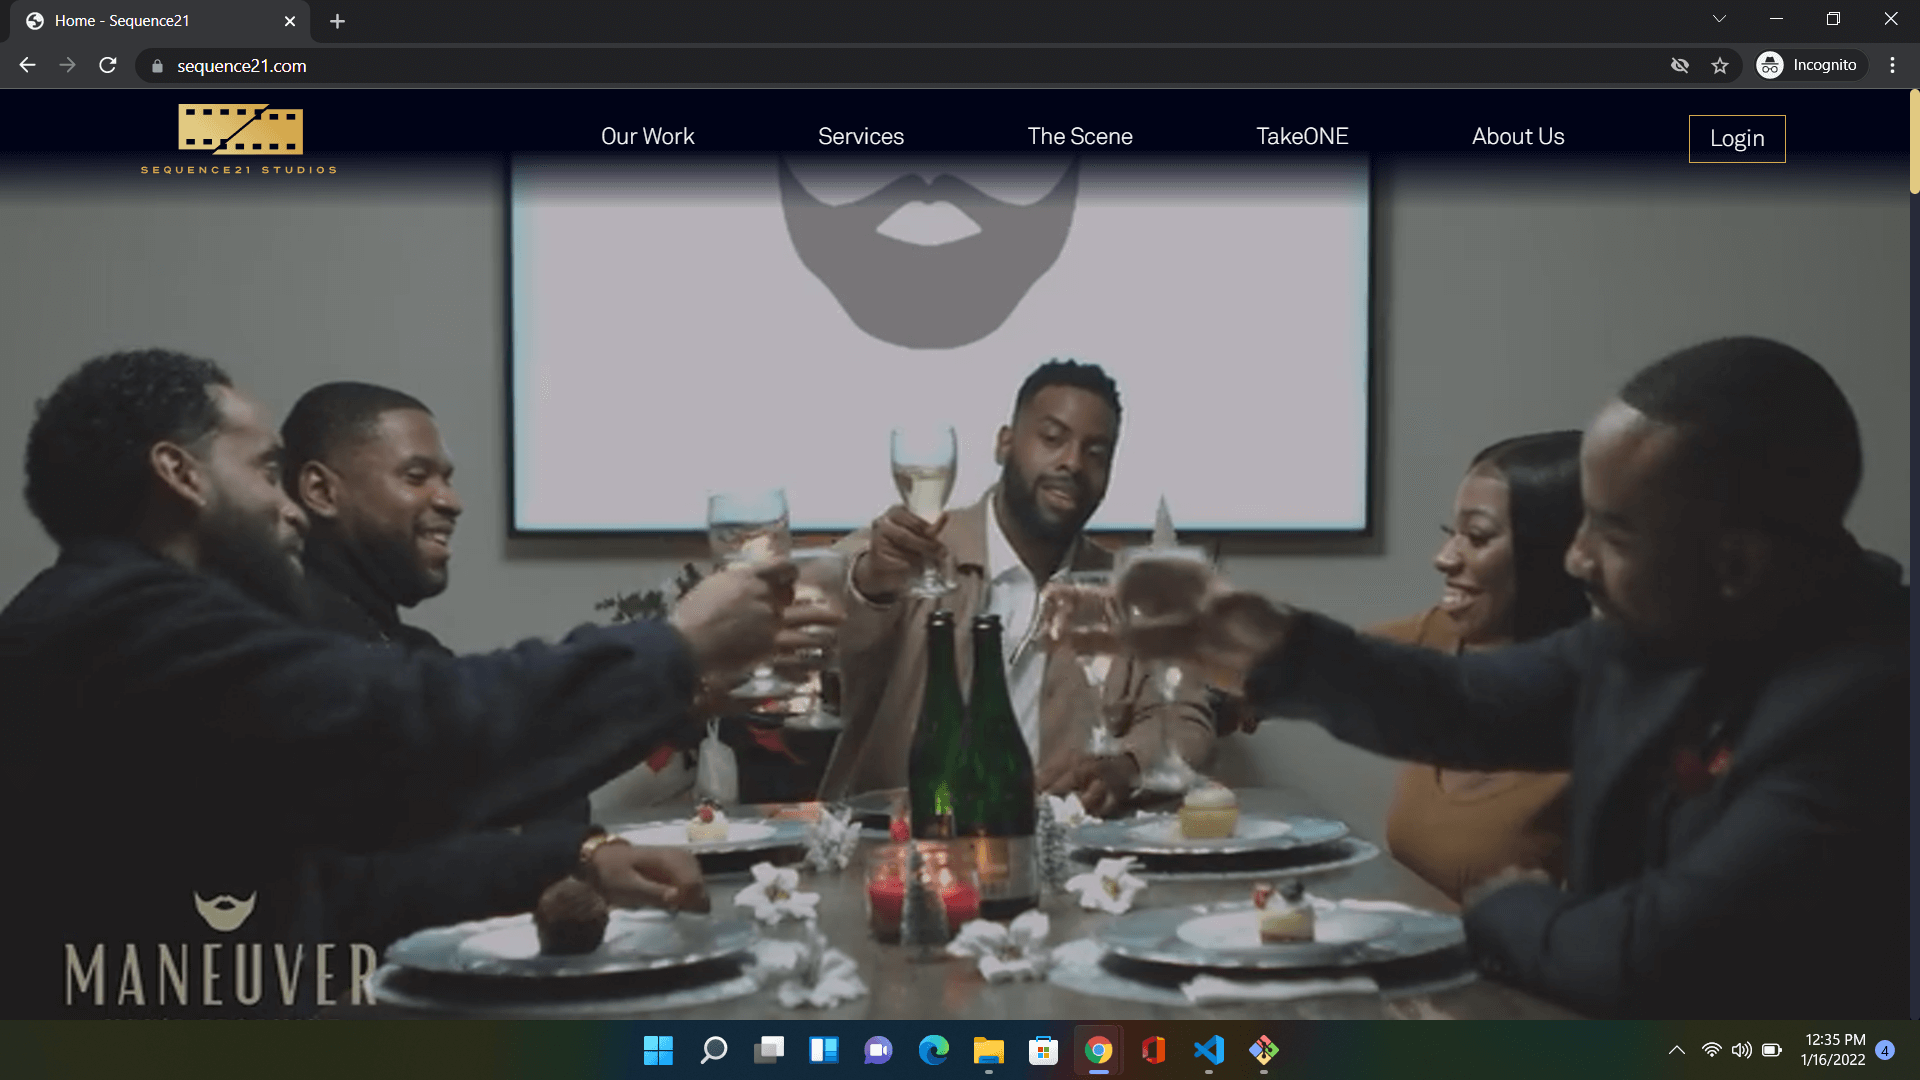 Home - Sequence21
sequence21.com
Incognito
SEQUENCE21 STUDIOS
Our Work
Services
The Scene
TakeONE
About Us
Login
MANEUVER
12:35 PM
1/16/2022
4